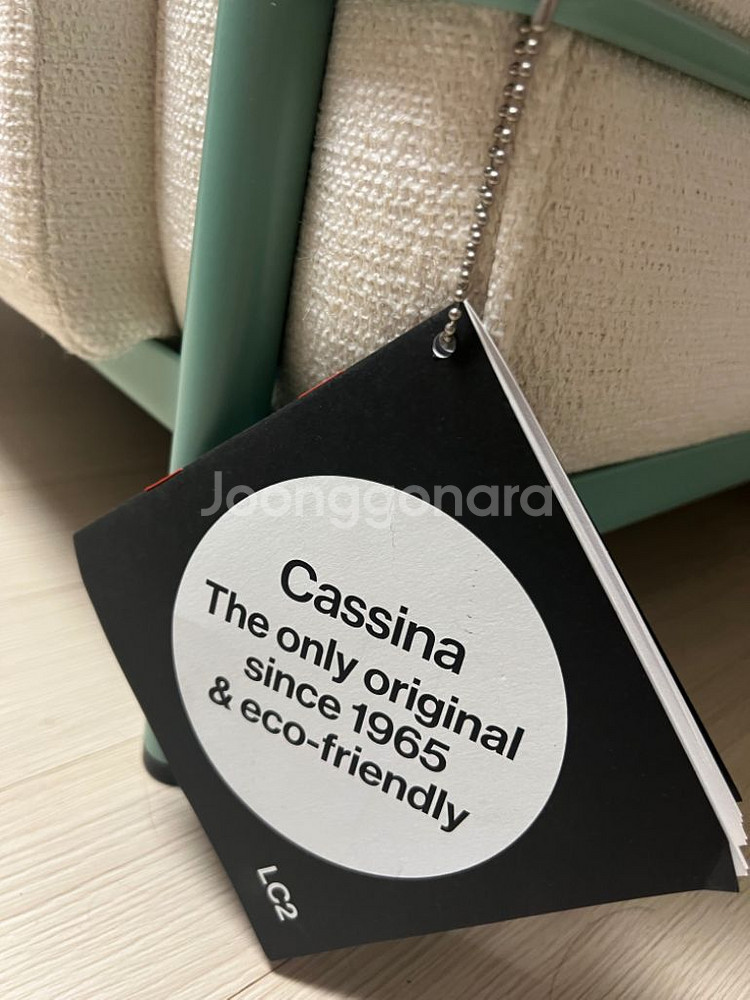 Joonggonara
Cassina
The only original
since 1965
& eco-friendly
LC2